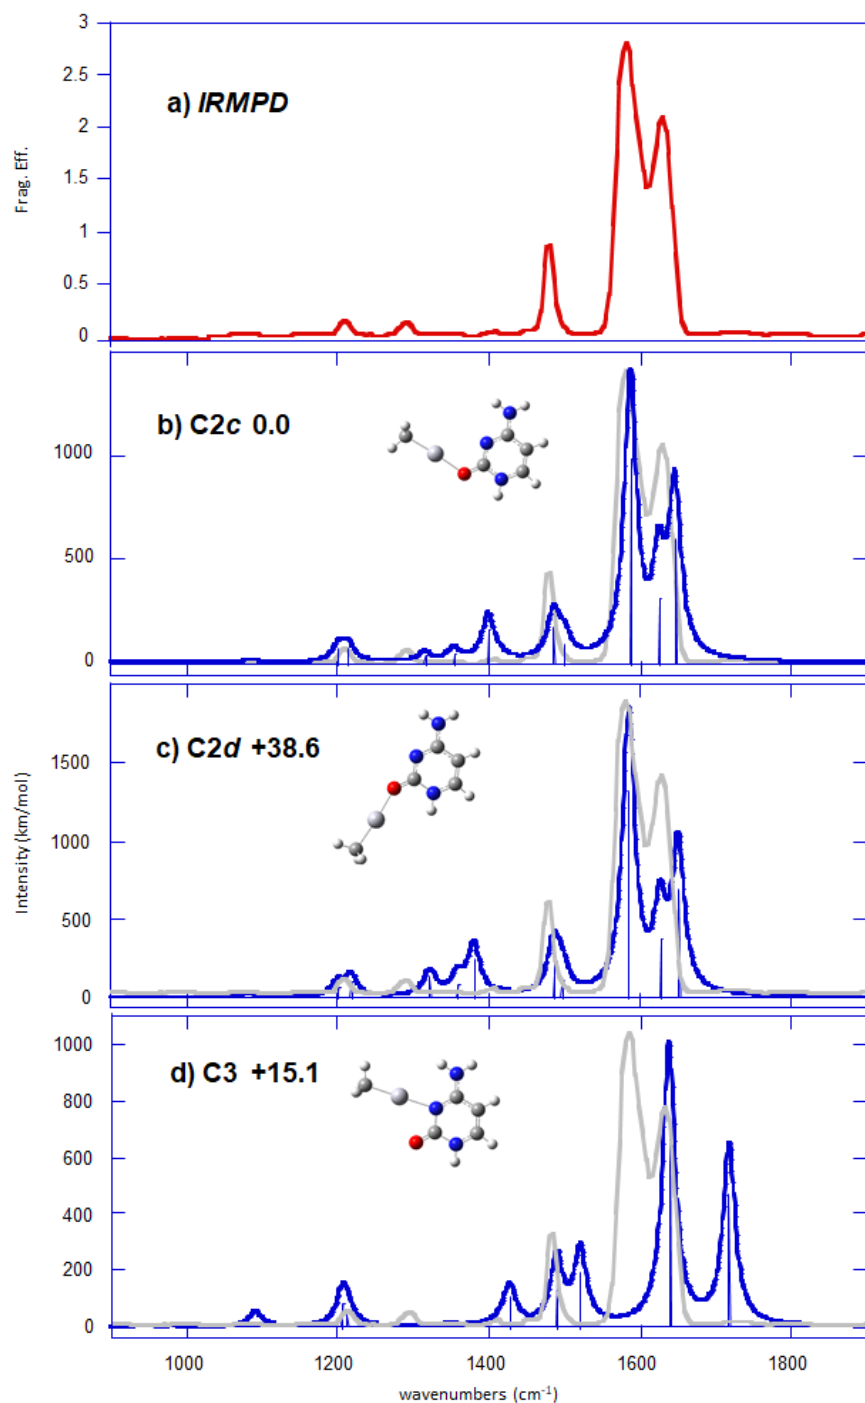 3
2.5
a) IRMPD
2
Frag. Eff.
1.5
1
0.5
0
b) C2c 0.0
1000
500
0
c) C2d +38.6
1500
Intensity (km/mol)
1000
500
0
1000
d) C3 +15.1
800
600
400
200
0
1000 1200 1400 1600 1800
wavenumbers (cm⁻¹)